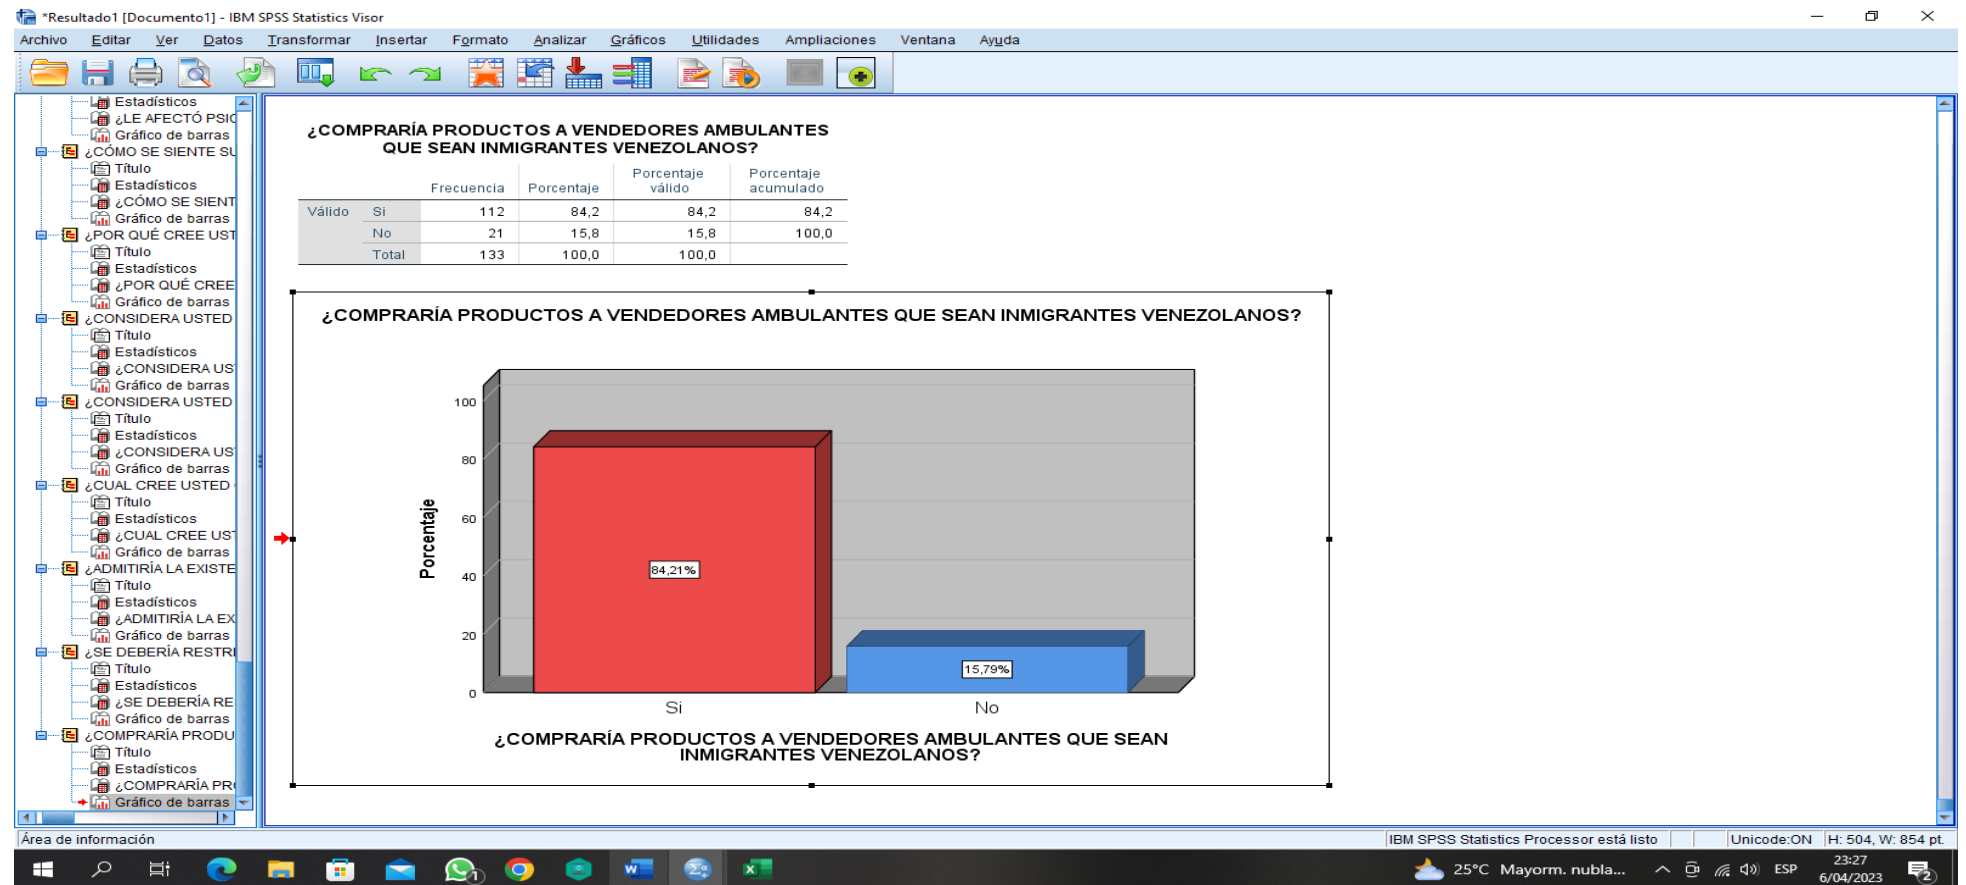 *Resultado1 [Documento1] - IBM SPSS Statistics Visor
Archivo Editar Ver Datos Transformar Insertar Formato Analizar Gráficos Utilidades Ampliaciones Ventana Ayuda
Estadísticos
¿LE AFECTÓ PSIC
Gráfico de barras
¿CÓMO SE SIENTE SU
Título
Estadísticos
¿CÓMO SE SIENT
Gráfico de barras
¿POR QUÉ CREE UST
Título
Estadísticos
¿POR QUÉ CREE
Gráfico de barras
¿CONSIDERA USTED
Título
Estadísticos
¿CONSIDERA US
Gráfico de barras
¿CONSIDERA USTED
Título
Estadísticos
¿CONSIDERA US
Gráfico de barras
¿CUAL CREE USTED
Título
Estadísticos
¿CUAL CREE UST
Gráfico de barras
¿ADMITIRÍA LA EXISTE
Título
Estadísticos
¿ADMITIRÍA LA EX
Gráfico de barras
¿SE DEBERÍA RESTRI
Título
Estadísticos
¿SE DEBERÍA RE
Gráfico de barras
¿COMPRARÍA PRODU
Título
Estadísticos
¿COMPRARÍA PR
Gráfico de barras
¿COMPRARÍA PRODUCTOS A VENDEDORES AMBULANTES
QUE SEAN INMIGRANTES VENEZOLANOS?
Frecuencia Porcentaje Porcentaje válido Porcentaje acumulado
Válido Si 112 84,2 84,2 84,2
No 21 15,8 15,8 100,0
Total 133 100,0 100,0
¿COMPRARÍA PRODUCTOS A VENDEDORES AMBULANTES QUE SEAN INMIGRANTES VENEZOLANOS?
Porcentaje
100
80
60
40
20
0
84,21%
15,79%
Si No
¿COMPRARÍA PRODUCTOS A VENDEDORES AMBULANTES QUE SEAN
INMIGRANTES VENEZOLANOS?
Área de información IBM SPSS Statistics Processor está listo Unicode:ON H: 504, W: 854 pt.
25°C Mayorm. nubla... ESP 23:27
6/04/2023